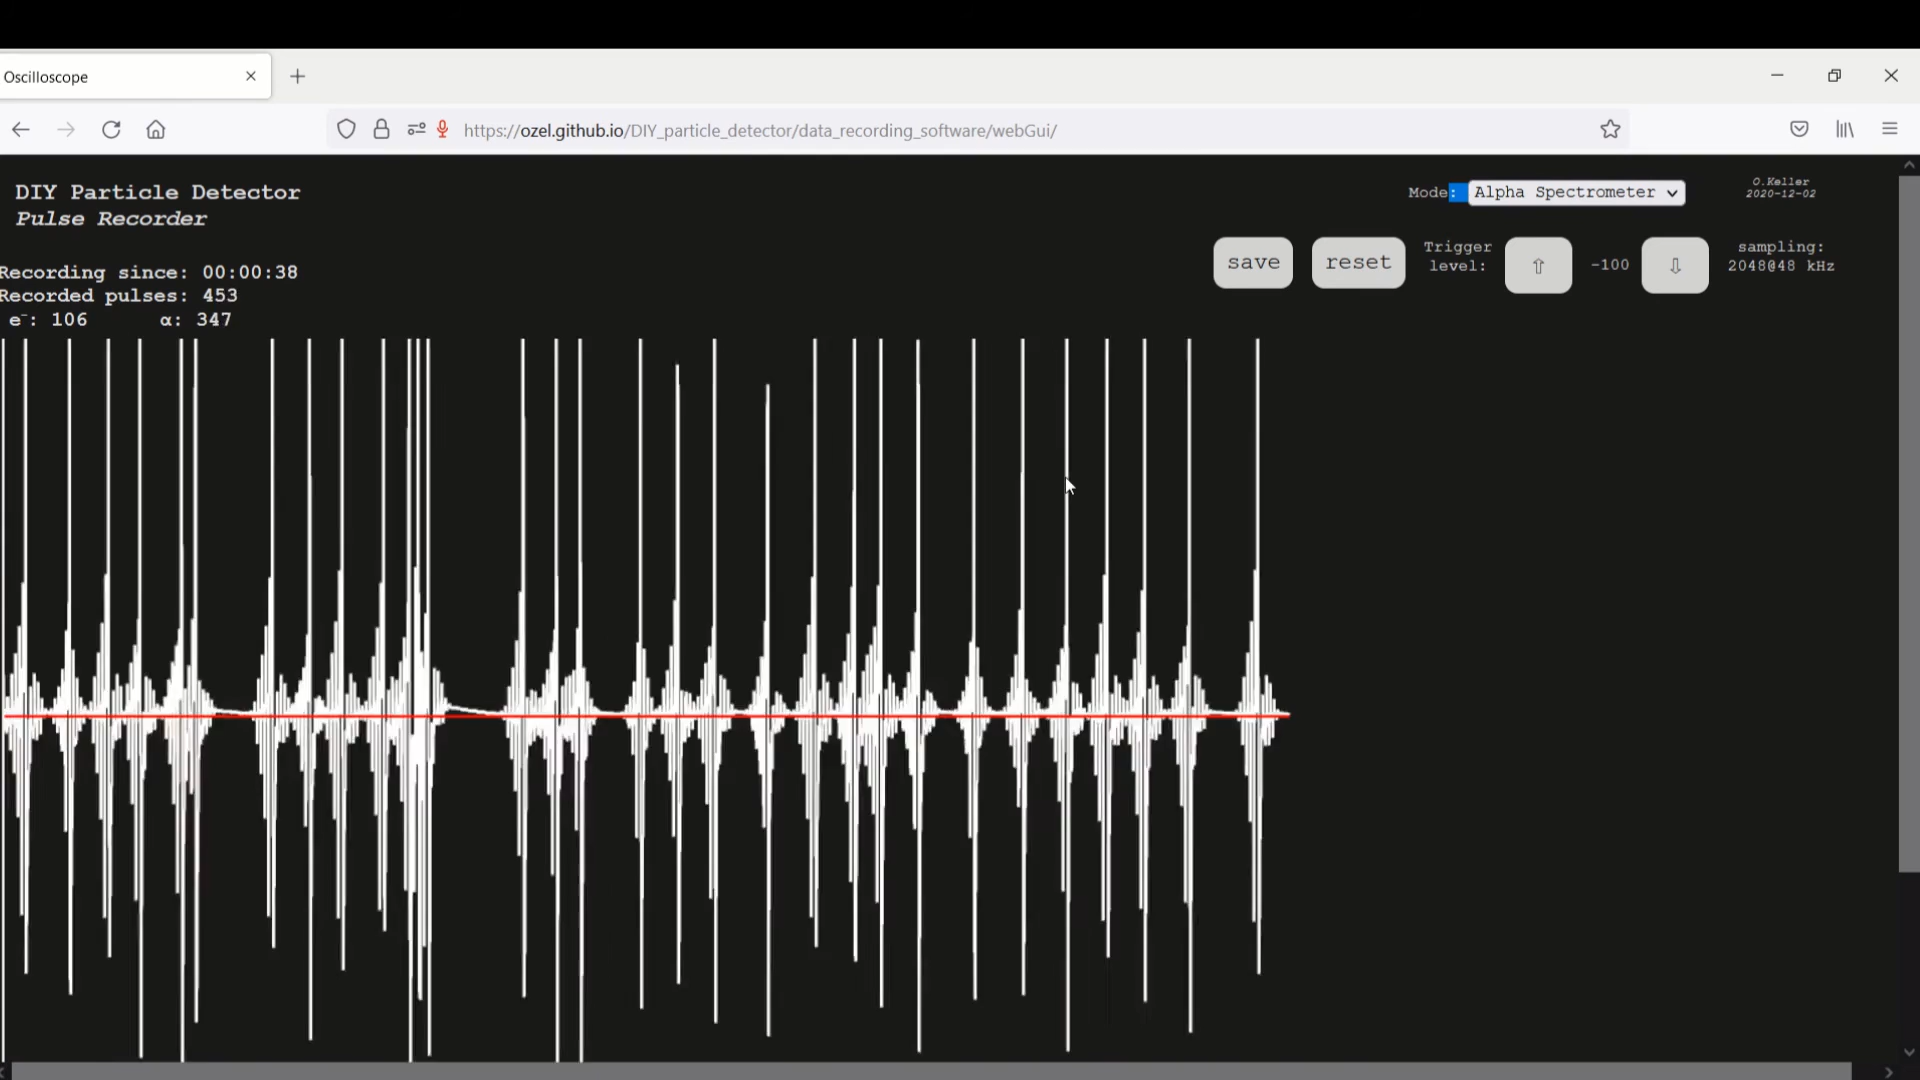 Oscilloscope
https://ozel.github.io/DIY_particle_detector/data_recording_software/webGui/
DIY Particle Detector
Pulse Recorder
Mode: Alpha Spectrometer
O.Keller
2020-12-02
save
reset
Trigger
level:
⇧
-100
⇩
sampling:
2048@48 kHz
Recording since: 00:00:38
Recorded pulses: 453
e⁻: 106 α: 347